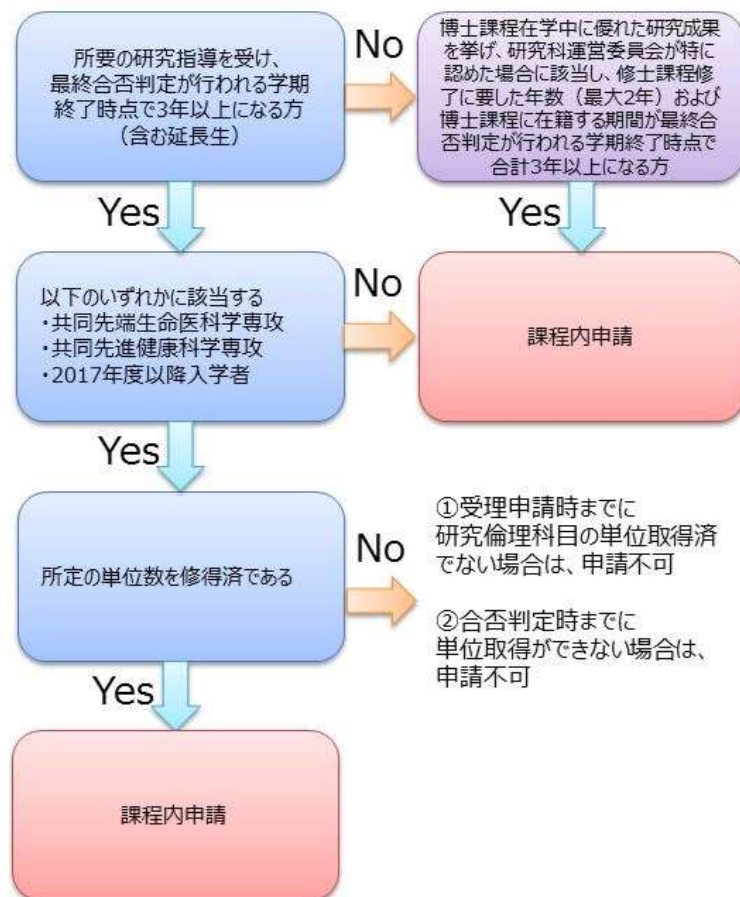 所要の研究指導を受け、
最終合否判定が行われる学期
終了時点で3年以上になる方
（含む延長生）
No
博士課程在学中に優れた研究成果
を挙げ、研究科運営委員会が特に
認めた場合に該当し、修士課程修
了に要した年数（最大2年）および
博士課程に在籍する期間が最終合
否判定が行われる学期終了時点で
合計3年以上になる方
Yes
Yes
以下のいずれかに該当する
・共同先端生命医科学専攻
・共同先進健康科学専攻
・2017年度以降入学者
No
課程内申請
Yes
所定の単位数を修得済である
No
①受理申請時までに
研究倫理科目の単位取得済
でない場合は、申請不可
②合否判定時までに
単位取得ができない場合は、
申請不可
Yes
課程内申請